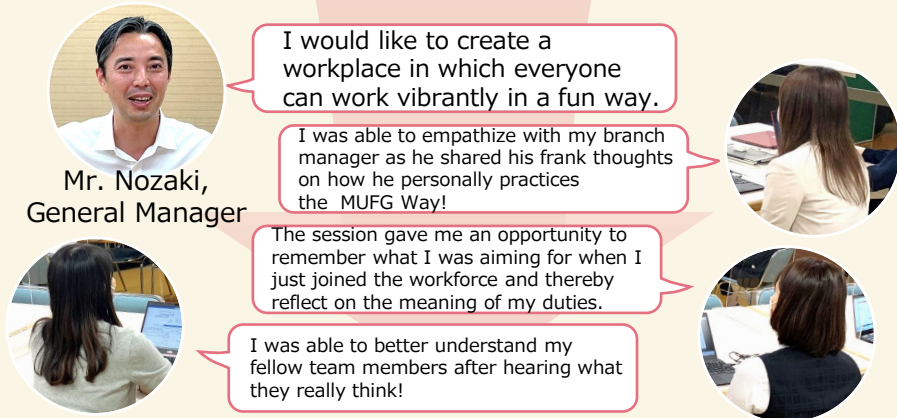 I would like to create a
workplace in which everyone
can work vibrantly in a fun way.
Mr. Nozaki,
General Manager
I was able to empathize with my branch
manager as he shared his frank thoughts
on how he personally practices
the  MUFG Way!
The session gave me an opportunity to
remember what I was aiming for when I
just joined the workforce and thereby
reflect on the meaning of my duties.
I was able to better understand my
fellow team members after hearing what
they really think!